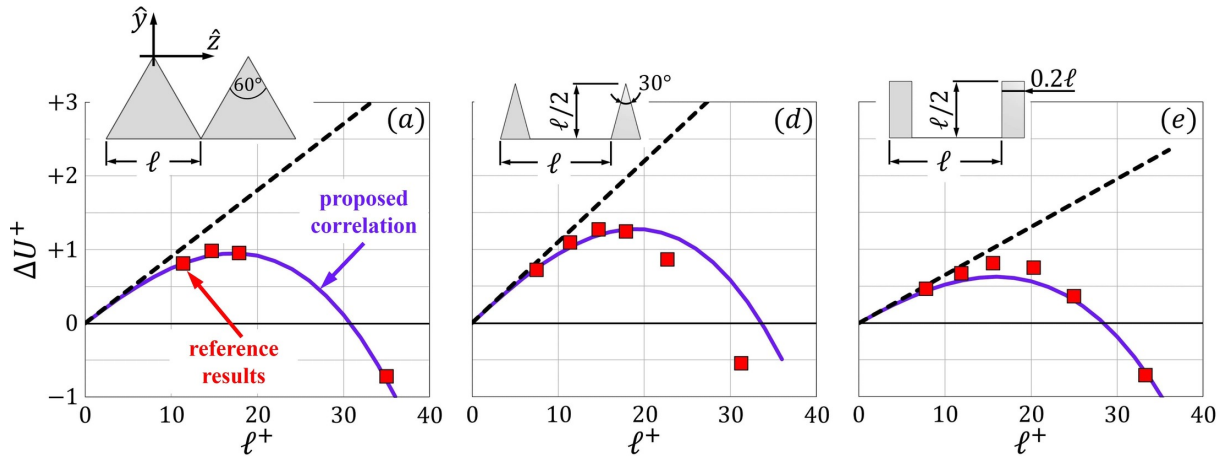 ŷ
ẑ
60°
ℓ
(a)
ΔU⁺
+3
+2
+1
0
−1
proposed
correlation
reference
results
0 10 20 30 40
ℓ⁺
30°
ℓ/2
ℓ
(d)
0 10 20 30 40
ℓ⁺
0.2ℓ
ℓ/2
ℓ
(e)
0 10 20 30 40
ℓ⁺